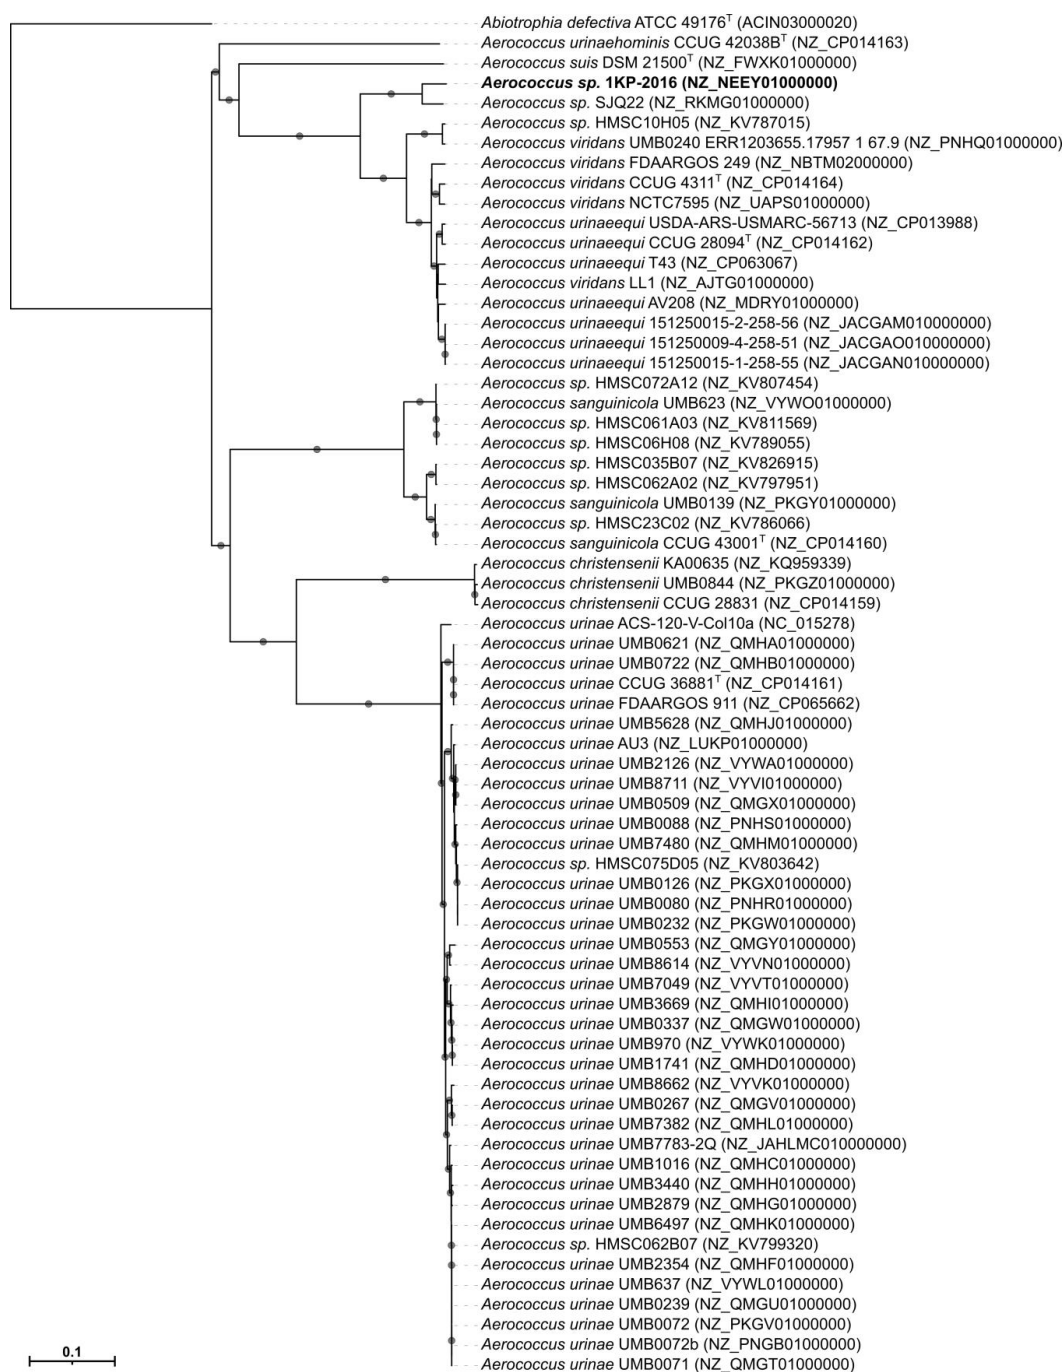 Abiotrophia defectiva ATCC 49176ᵀ (ACIN03000020)
Aerococcus urinaehominis CCUG 42038Bᵀ (NZ_CP014163)
Aerococcus suis DSM 21500ᵀ (NZ_FWXK01000000)
Aerococcus sp. 1KP-2016 (NZ_NEEY01000000)
Aerococcus sp. SJQ22 (NZ_RKMG01000000)
Aerococcus sp. HMSC10H05 (NZ_KV787015)
Aerococcus viridans UMB0240 ERR1203655.17957 1 67.9 (NZ_PNHQ01000000)
Aerococcus viridans FDAARGOS 249 (NZ_NBTM02000000)
Aerococcus viridans CCUG 4311ᵀ (NZ_CP014164)
Aerococcus viridans NCTC7595 (NZ_UAPS01000000)
Aerococcus urinaeequi USDA-ARS-USMARC-56713 (NZ_CP013988)
Aerococcus urinaeequi CCUG 28094ᵀ (NZ_CP014162)
Aerococcus urinaeequi T43 (NZ_CP063067)
Aerococcus viridans LL1 (NZ_AJTG01000000)
Aerococcus urinaeequi AV208 (NZ_MDRY01000000)
Aerococcus urinaeequi 151250015-2-258-56 (NZ_JACGAM010000000)
Aerococcus urinaeequi 151250009-4-258-51 (NZ_JACGAO010000000)
Aerococcus urinaeequi 151250015-1-258-55 (NZ_JACGAN010000000)
Aerococcus sp. HMSC072A12 (NZ_KV807454)
Aerococcus sanguinicola UMB623 (NZ_VYWO01000000)
Aerococcus sp. HMSC061A03 (NZ_KV811569)
Aerococcus sp. HMSC06H08 (NZ_KV789055)
Aerococcus sp. HMSC035B07 (NZ_KV826915)
Aerococcus sp. HMSC062A02 (NZ_KV797951)
Aerococcus sanguinicola UMB0139 (NZ_PKGY01000000)
Aerococcus sp. HMSC23C02 (NZ_KV786066)
Aerococcus sanguinicola CCUG 43001ᵀ (NZ_CP014160)
Aerococcus christensenii KA00635 (NZ_KQ959339)
Aerococcus christensenii UMB0844 (NZ_PKGZ01000000)
Aerococcus christensenii CCUG 28831 (NZ_CP014159)
Aerococcus urinae ACS-120-V-Col10a (NC_015278)
Aerococcus urinae UMB0621 (NZ_QMHA01000000)
Aerococcus urinae UMB0722 (NZ_QMHB01000000)
Aerococcus urinae CCUG 36881ᵀ (NZ_CP014161)
Aerococcus urinae FDAARGOS 911 (NZ_CP065662)
Aerococcus urinae UMB5628 (NZ_QMHJ01000000)
Aerococcus urinae AU3 (NZ_LUKP01000000)
Aerococcus urinae UMB2126 (NZ_VYWA01000000)
Aerococcus urinae UMB8711 (NZ_VYVI01000000)
Aerococcus urinae UMB0509 (NZ_QMGX01000000)
Aerococcus urinae UMB0088 (NZ_PNHS01000000)
Aerococcus urinae UMB7480 (NZ_QMHM01000000)
Aerococcus sp. HMSC075D05 (NZ_KV803642)
Aerococcus urinae UMB0126 (NZ_PKGX01000000)
Aerococcus urinae UMB0080 (NZ_PNHR01000000)
Aerococcus urinae UMB0232 (NZ_PKGW01000000)
Aerococcus urinae UMB0553 (NZ_QMGY01000000)
Aerococcus urinae UMB8614 (NZ_VYVN01000000)
Aerococcus urinae UMB7049 (NZ_VYVT01000000)
Aerococcus urinae UMB3669 (NZ_QMHI01000000)
Aerococcus urinae UMB0337 (NZ_QMGW01000000)
Aerococcus urinae UMB970 (NZ_VYWK01000000)
Aerococcus urinae UMB1741 (NZ_QMHD01000000)
Aerococcus urinae UMB8662 (NZ_VYVK01000000)
Aerococcus urinae UMB0267 (NZ_QMGV01000000)
Aerococcus urinae UMB7382 (NZ_QMHL01000000)
Aerococcus urinae UMB7783-2Q (NZ_JAHLMC010000000)
Aerococcus urinae UMB1016 (NZ_QMHC01000000)
Aerococcus urinae UMB3440 (NZ_QMHH01000000)
Aerococcus urinae UMB2879 (NZ_QMHG01000000)
Aerococcus urinae UMB6497 (NZ_QMHK01000000)
Aerococcus sp. HMSC062B07 (NZ_KV799320)
Aerococcus urinae UMB2354 (NZ_QMHF01000000)
Aerococcus urinae UMB637 (NZ_VYWL01000000)
Aerococcus urinae UMB0239 (NZ_QMGU01000000)
Aerococcus urinae UMB0072 (NZ_PKGV01000000)
Aerococcus urinae UMB0072b (NZ_PNGB01000000)
Aerococcus urinae UMB0071 (NZ_QMGT01000000)
0.1